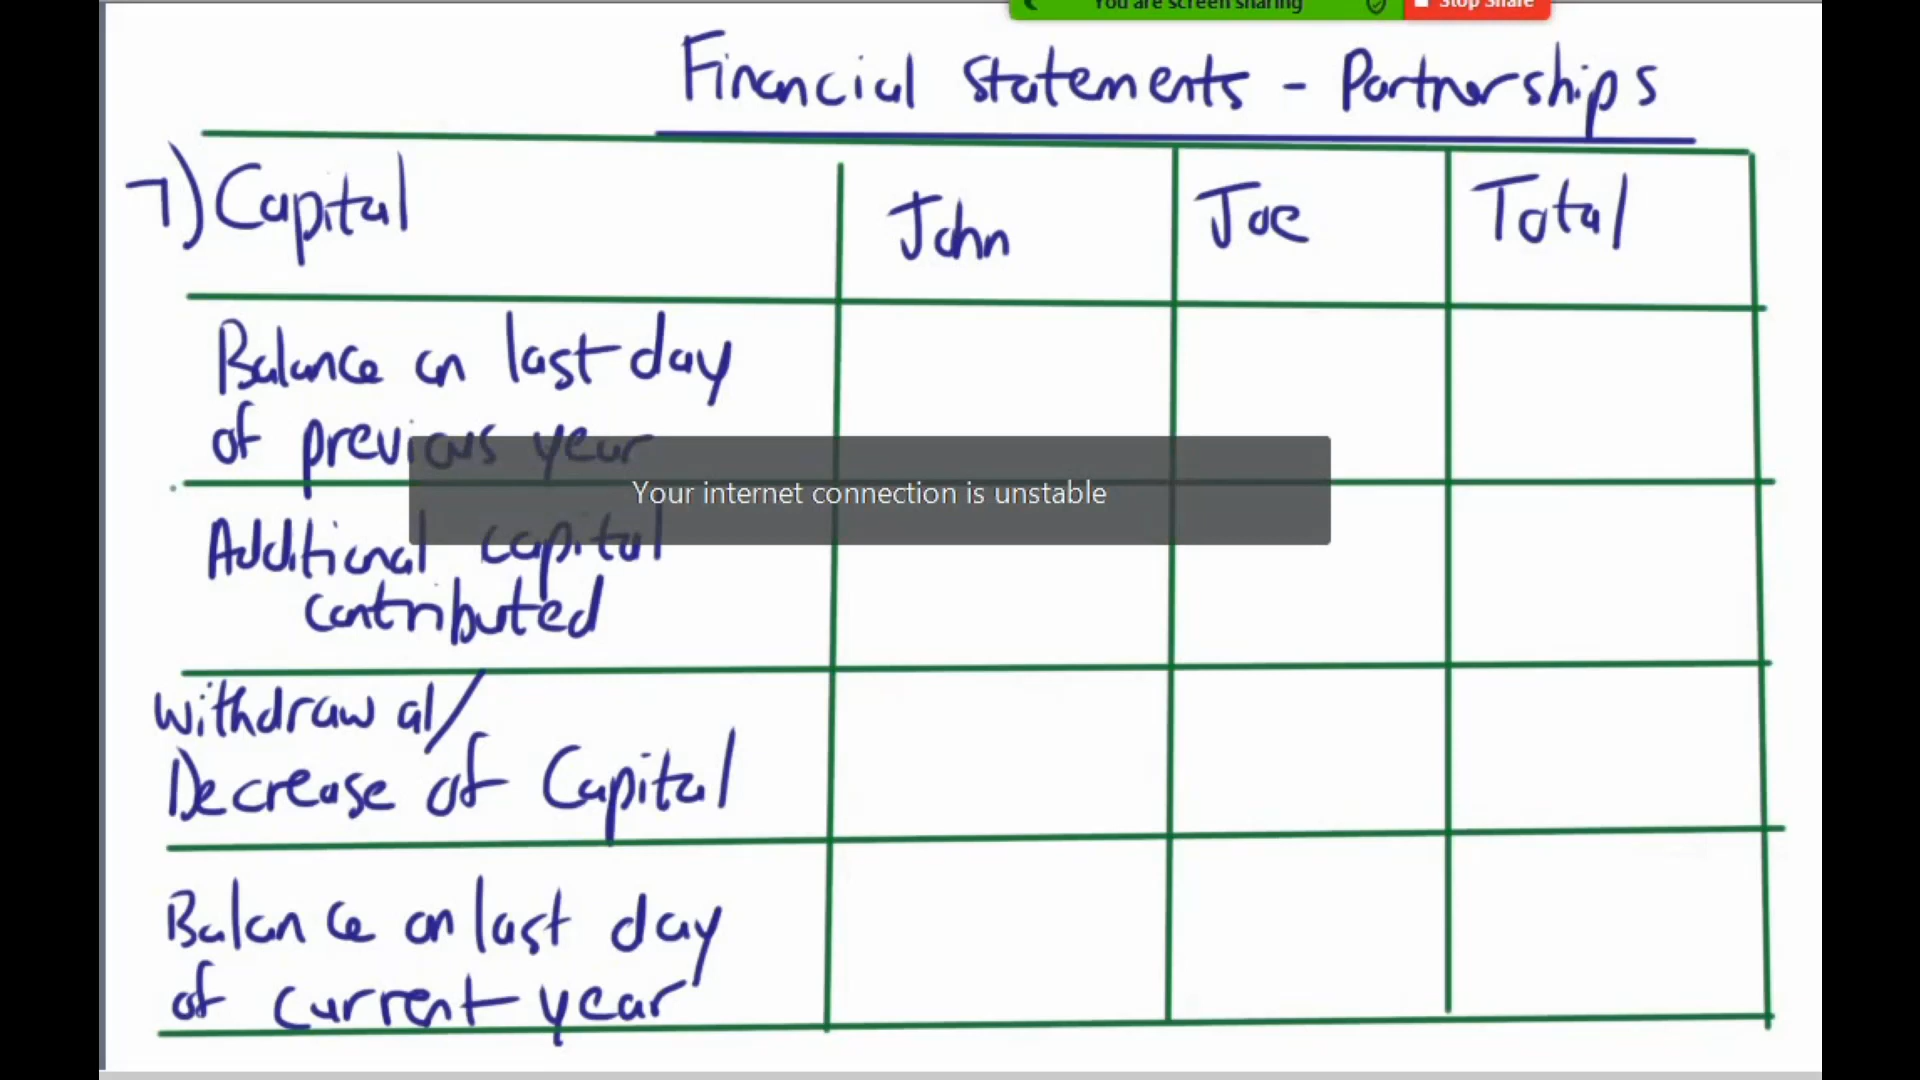 You are screen sharing Stop Share
Financial Statements - Partnerships
7) Capital John Joe Total
Balance on last day
of previous year
Your internet connection is unstable
Additional capital
contributed
Withdrawal/
Decrease of Capital
Balance on last day
of current year